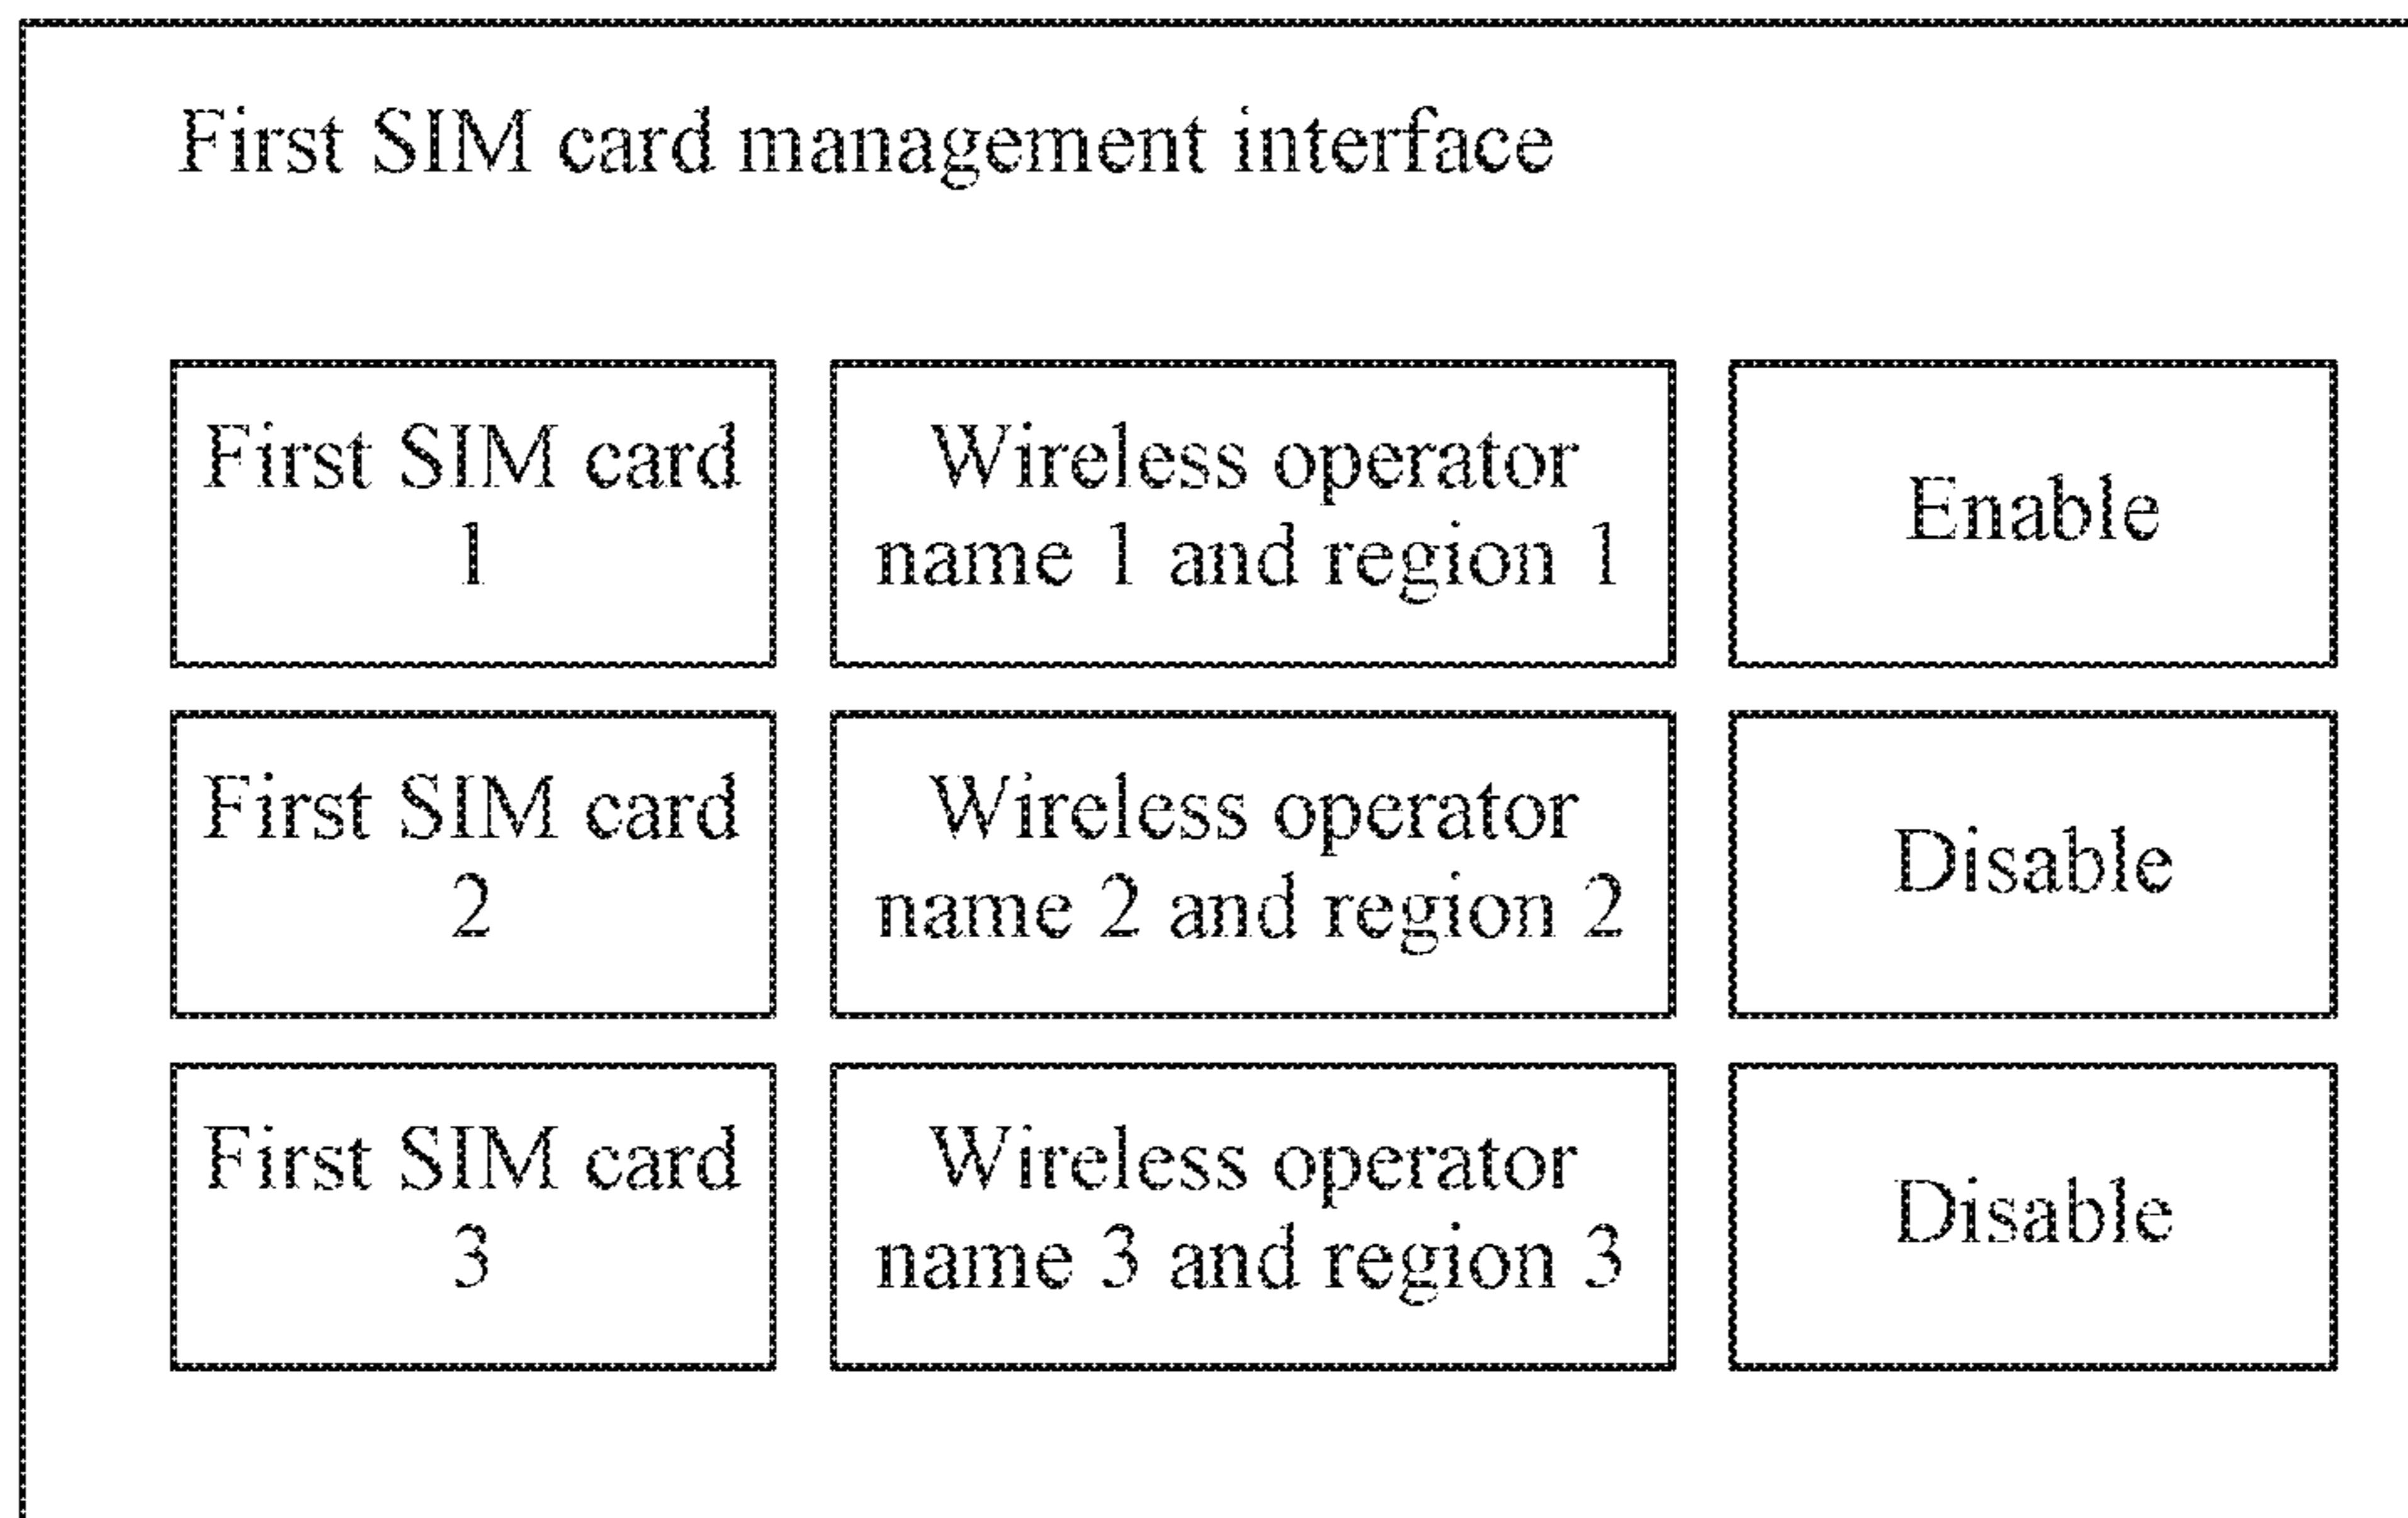 First SIM card management interface
First SIM card
1
Wireless operator
name 1 and region 1
Enable
First SIM card
2
Wireless operator
name 2 and region 2
Disable
First SIM card
3
Wireless operator
name 3 and region 3
Disable